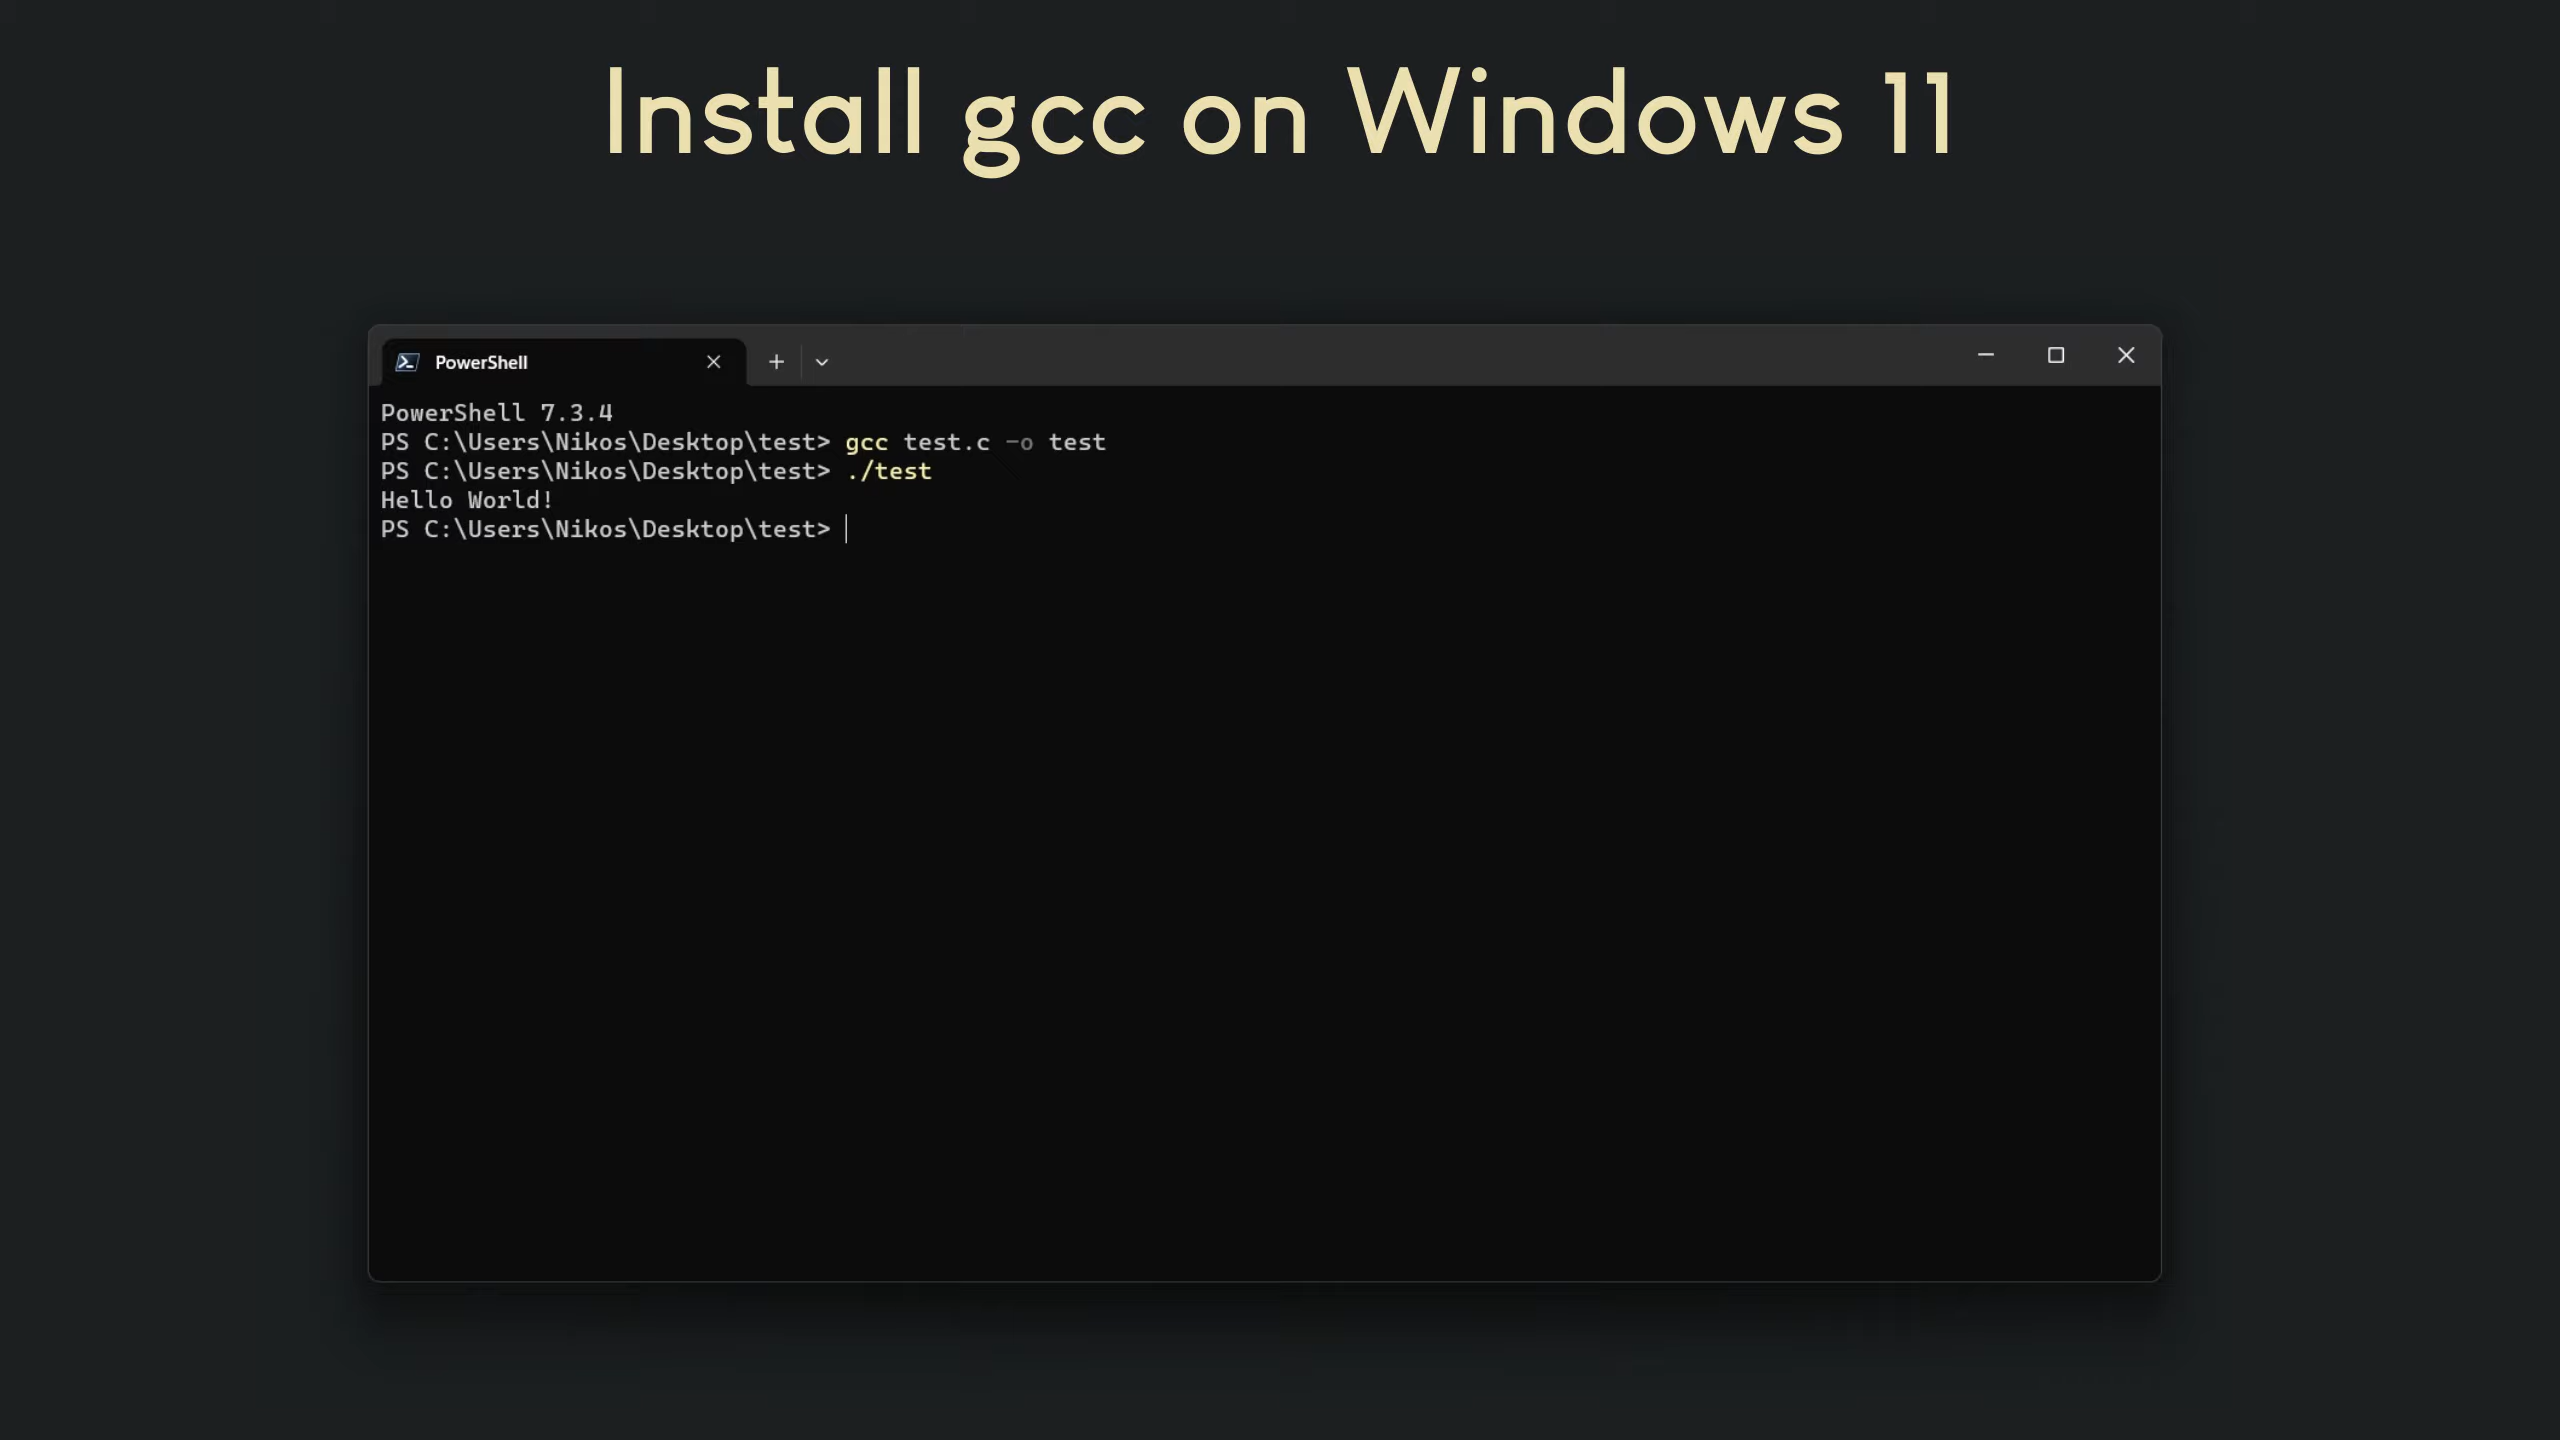 Install gcc on Windows 11
PowerShell
PowerShell 7.3.4
PS C:\Users\Nikos\Desktop\test> gcc test.c -o test
PS C:\Users\Nikos\Desktop\test> ./test
Hello World!
PS C:\Users\Nikos\Desktop\test>